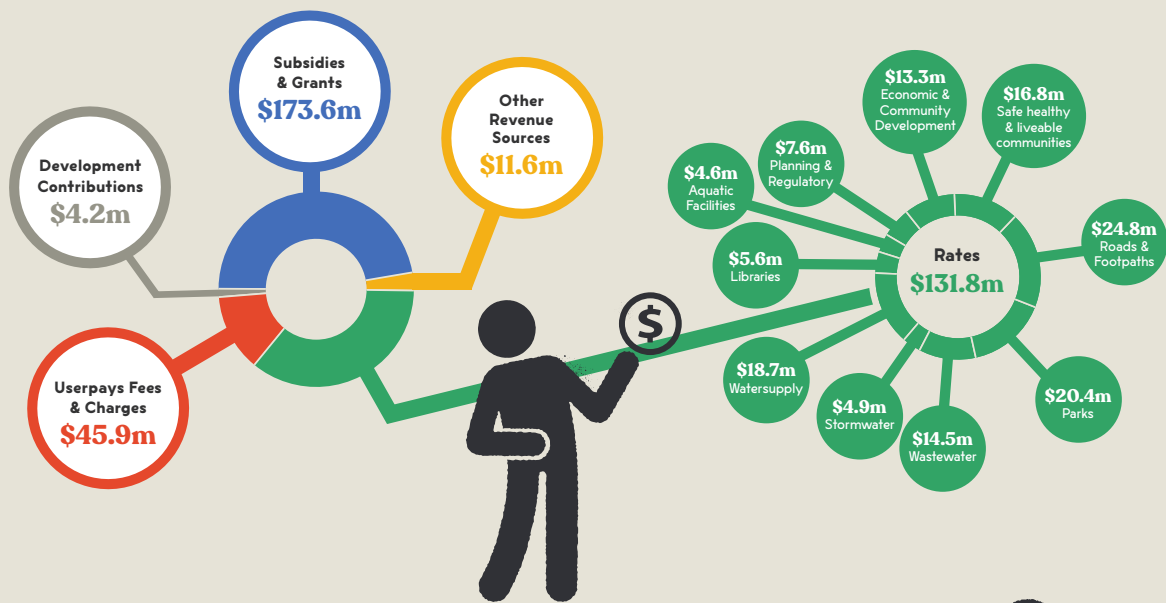 Subsidies
& Grants
$173.6m
Other
Revenue
Sources
$11.6m
Development
Contributions
$4.2m
Userpays Fees
& Charges
$45.9m
$
Rates
$131.8m
$13.3m
Economic &
Community
Development
$16.8m
Safe healthy
& liveable
communities
$7.6m
Planning &
Regulatory
$4.6m
Aquatic
Facilities
$5.6m
Libraries
$24.8m
Roads &
Footpaths
$18.7m
Watersupply
$4.9m
Stormwater
$14.5m
Wastewater
$20.4m
Parks